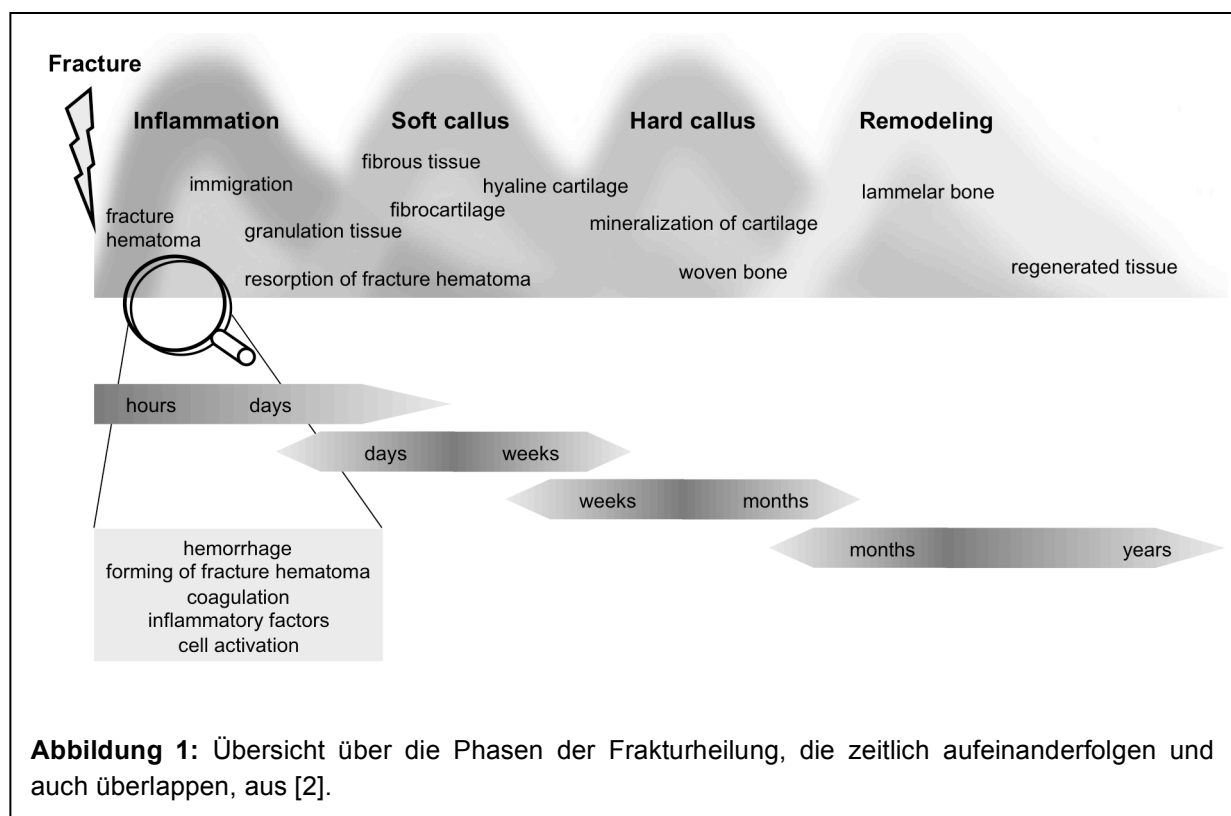 Fracture
Inflammation
Soft callus
Hard callus
Remodeling
fibrous tissue
immigration
hyaline cartilage
lammelar bone
fracture
hematoma
fibrocartilage
granulation tissue
mineralization of cartilage
resorption of fracture hematoma
woven bone
regenerated tissue
hours
days
days
weeks
weeks
months
months
years
hemorrhage
forming of fracture hematoma
coagulation
inflammatory factors
cell activation
Abbildung 1: Übersicht über die Phasen der Frakturheilung, die zeitlich aufeinanderfolgen und
auch überlappen, aus [2].